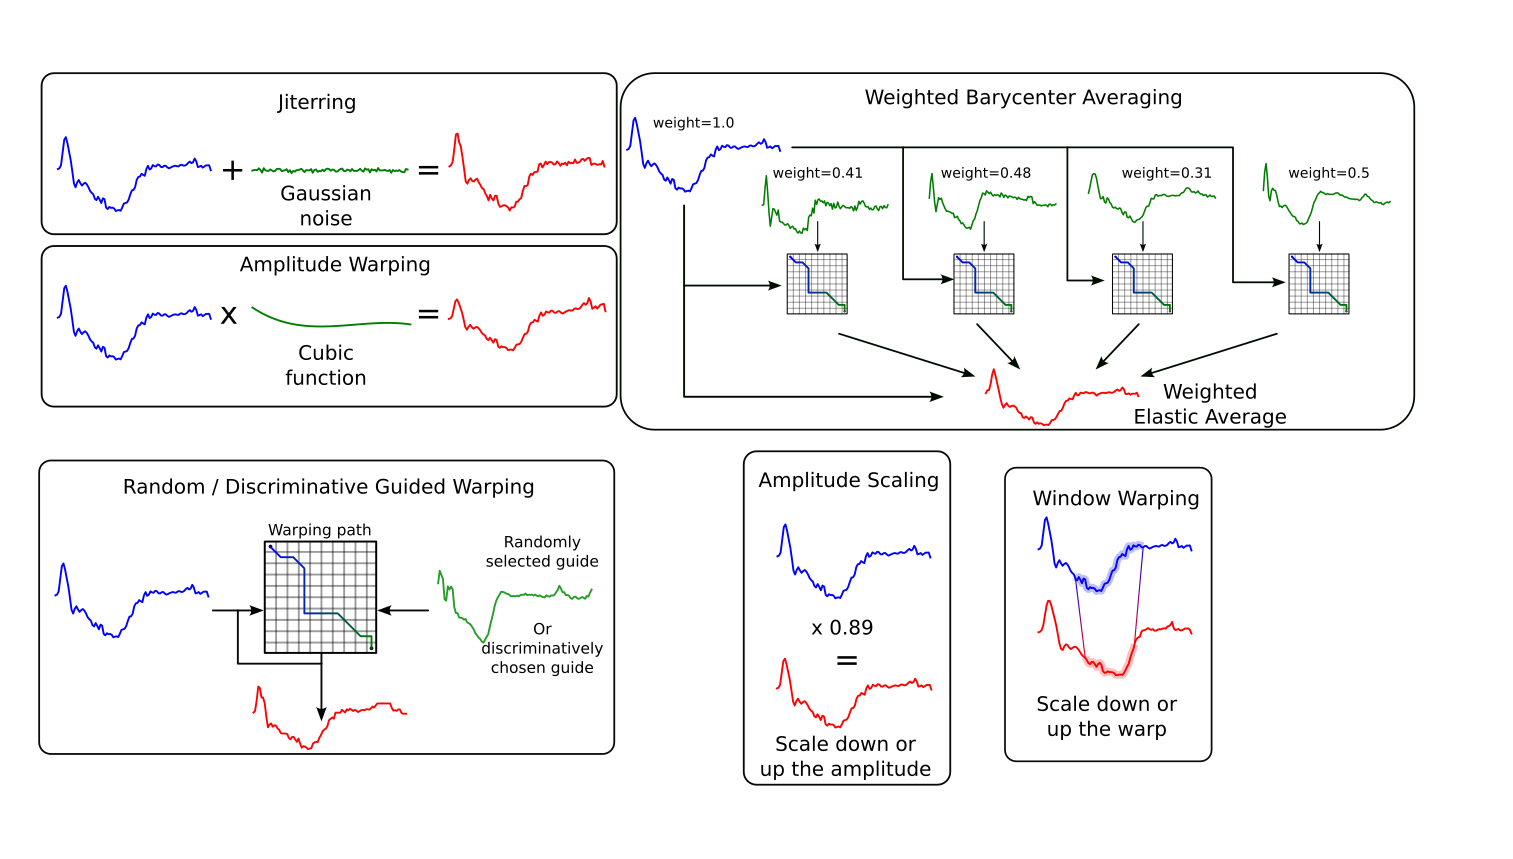 Jiterring
+
=
Gaussian
noise
Amplitude Warping
x
=
Cubic
function
Weighted Barycenter Averaging
weight=1.0
weight=0.41
weight=0.48
weight=0.31
weight=0.5
Weighted
Elastic Average
Random / Discriminative Guided Warping
Warping path
Randomly
selected guide
Or
discriminatively
chosen guide
Amplitude Scaling
x 0.89
=
Scale down or
up the amplitude
Window Warping
Scale down or
up the warp